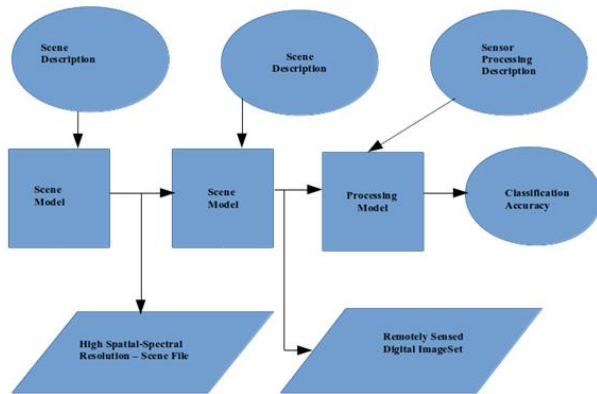 Scene
Description
Scene
Description
Sensor
Processing
Description
Scene
Model
Scene
Model
Processing
Model
Classification
Accuracy
High Spatial-Spectral
Resolution – Scene File
Remotely Sensed
Digital ImageSet